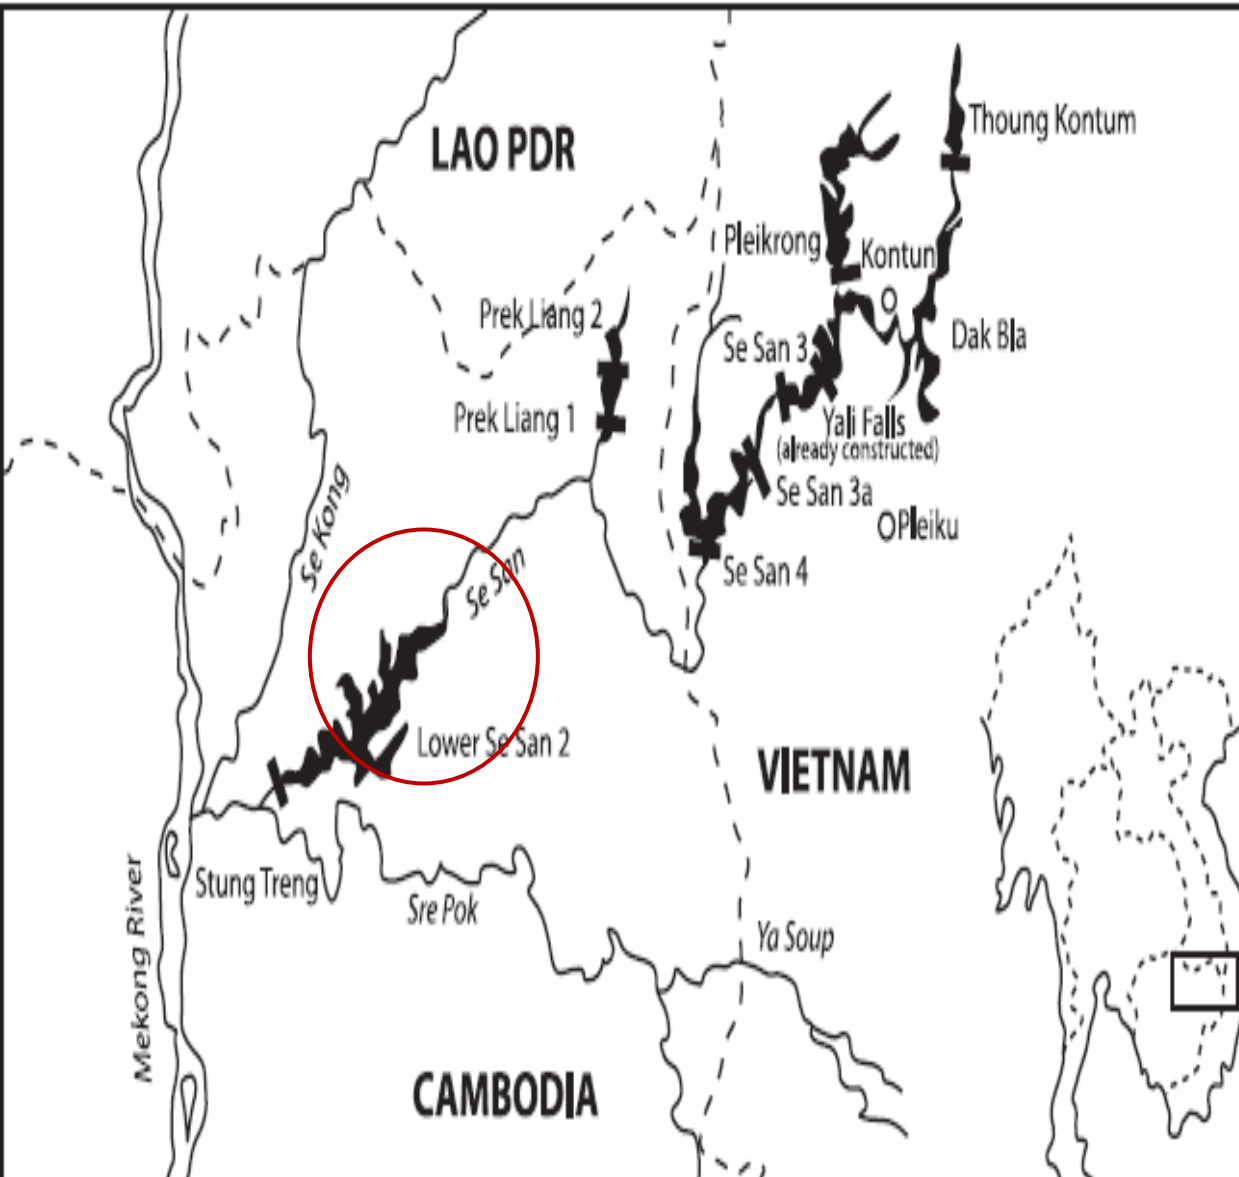 LAO PDR
Thoung Kontum
Pleikrong
Kontun
Prek Liang 2
Se San 3
Dak Bla
Prek Liang 1
Yali Falls
(already constructed)
Se San 3a
Se Kong
Pleiku
Se San
Se San 4
Lower Se San 2
VIETNAM
Stung Treng
Sre Pok
Mekong River
Ya Soup
CAMBODIA